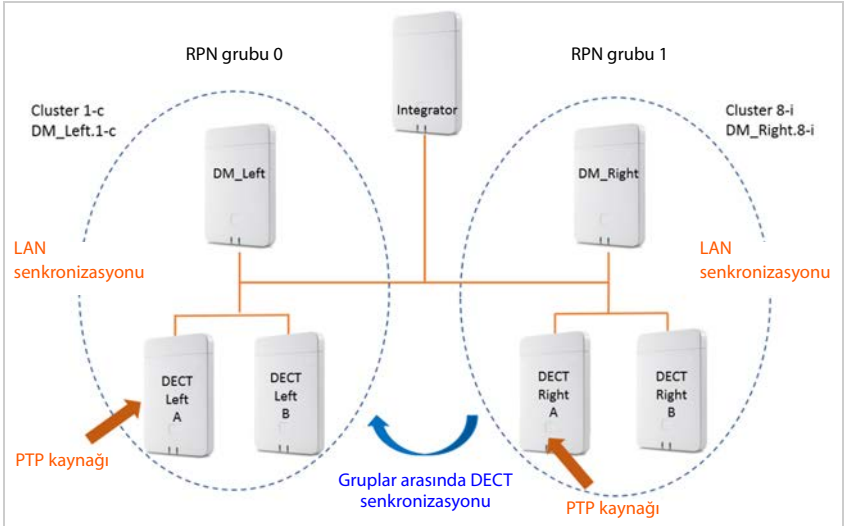 RPN grubu 0
RPN grubu 1
Integrator
Cluster 1-c
DM_Left.1-c
Cluster 8-i
DM_Right.8-i
DM_Left
DM_Right
LAN
senkronizasyonu
LAN
senkronizasyonu
DECT
Left
A
DECT
Left
B
DECT
Right
A
DECT
Right
B
PTP kaynağı
Gruplar arasında DECT
senkronizasyonu
PTP kaynağı